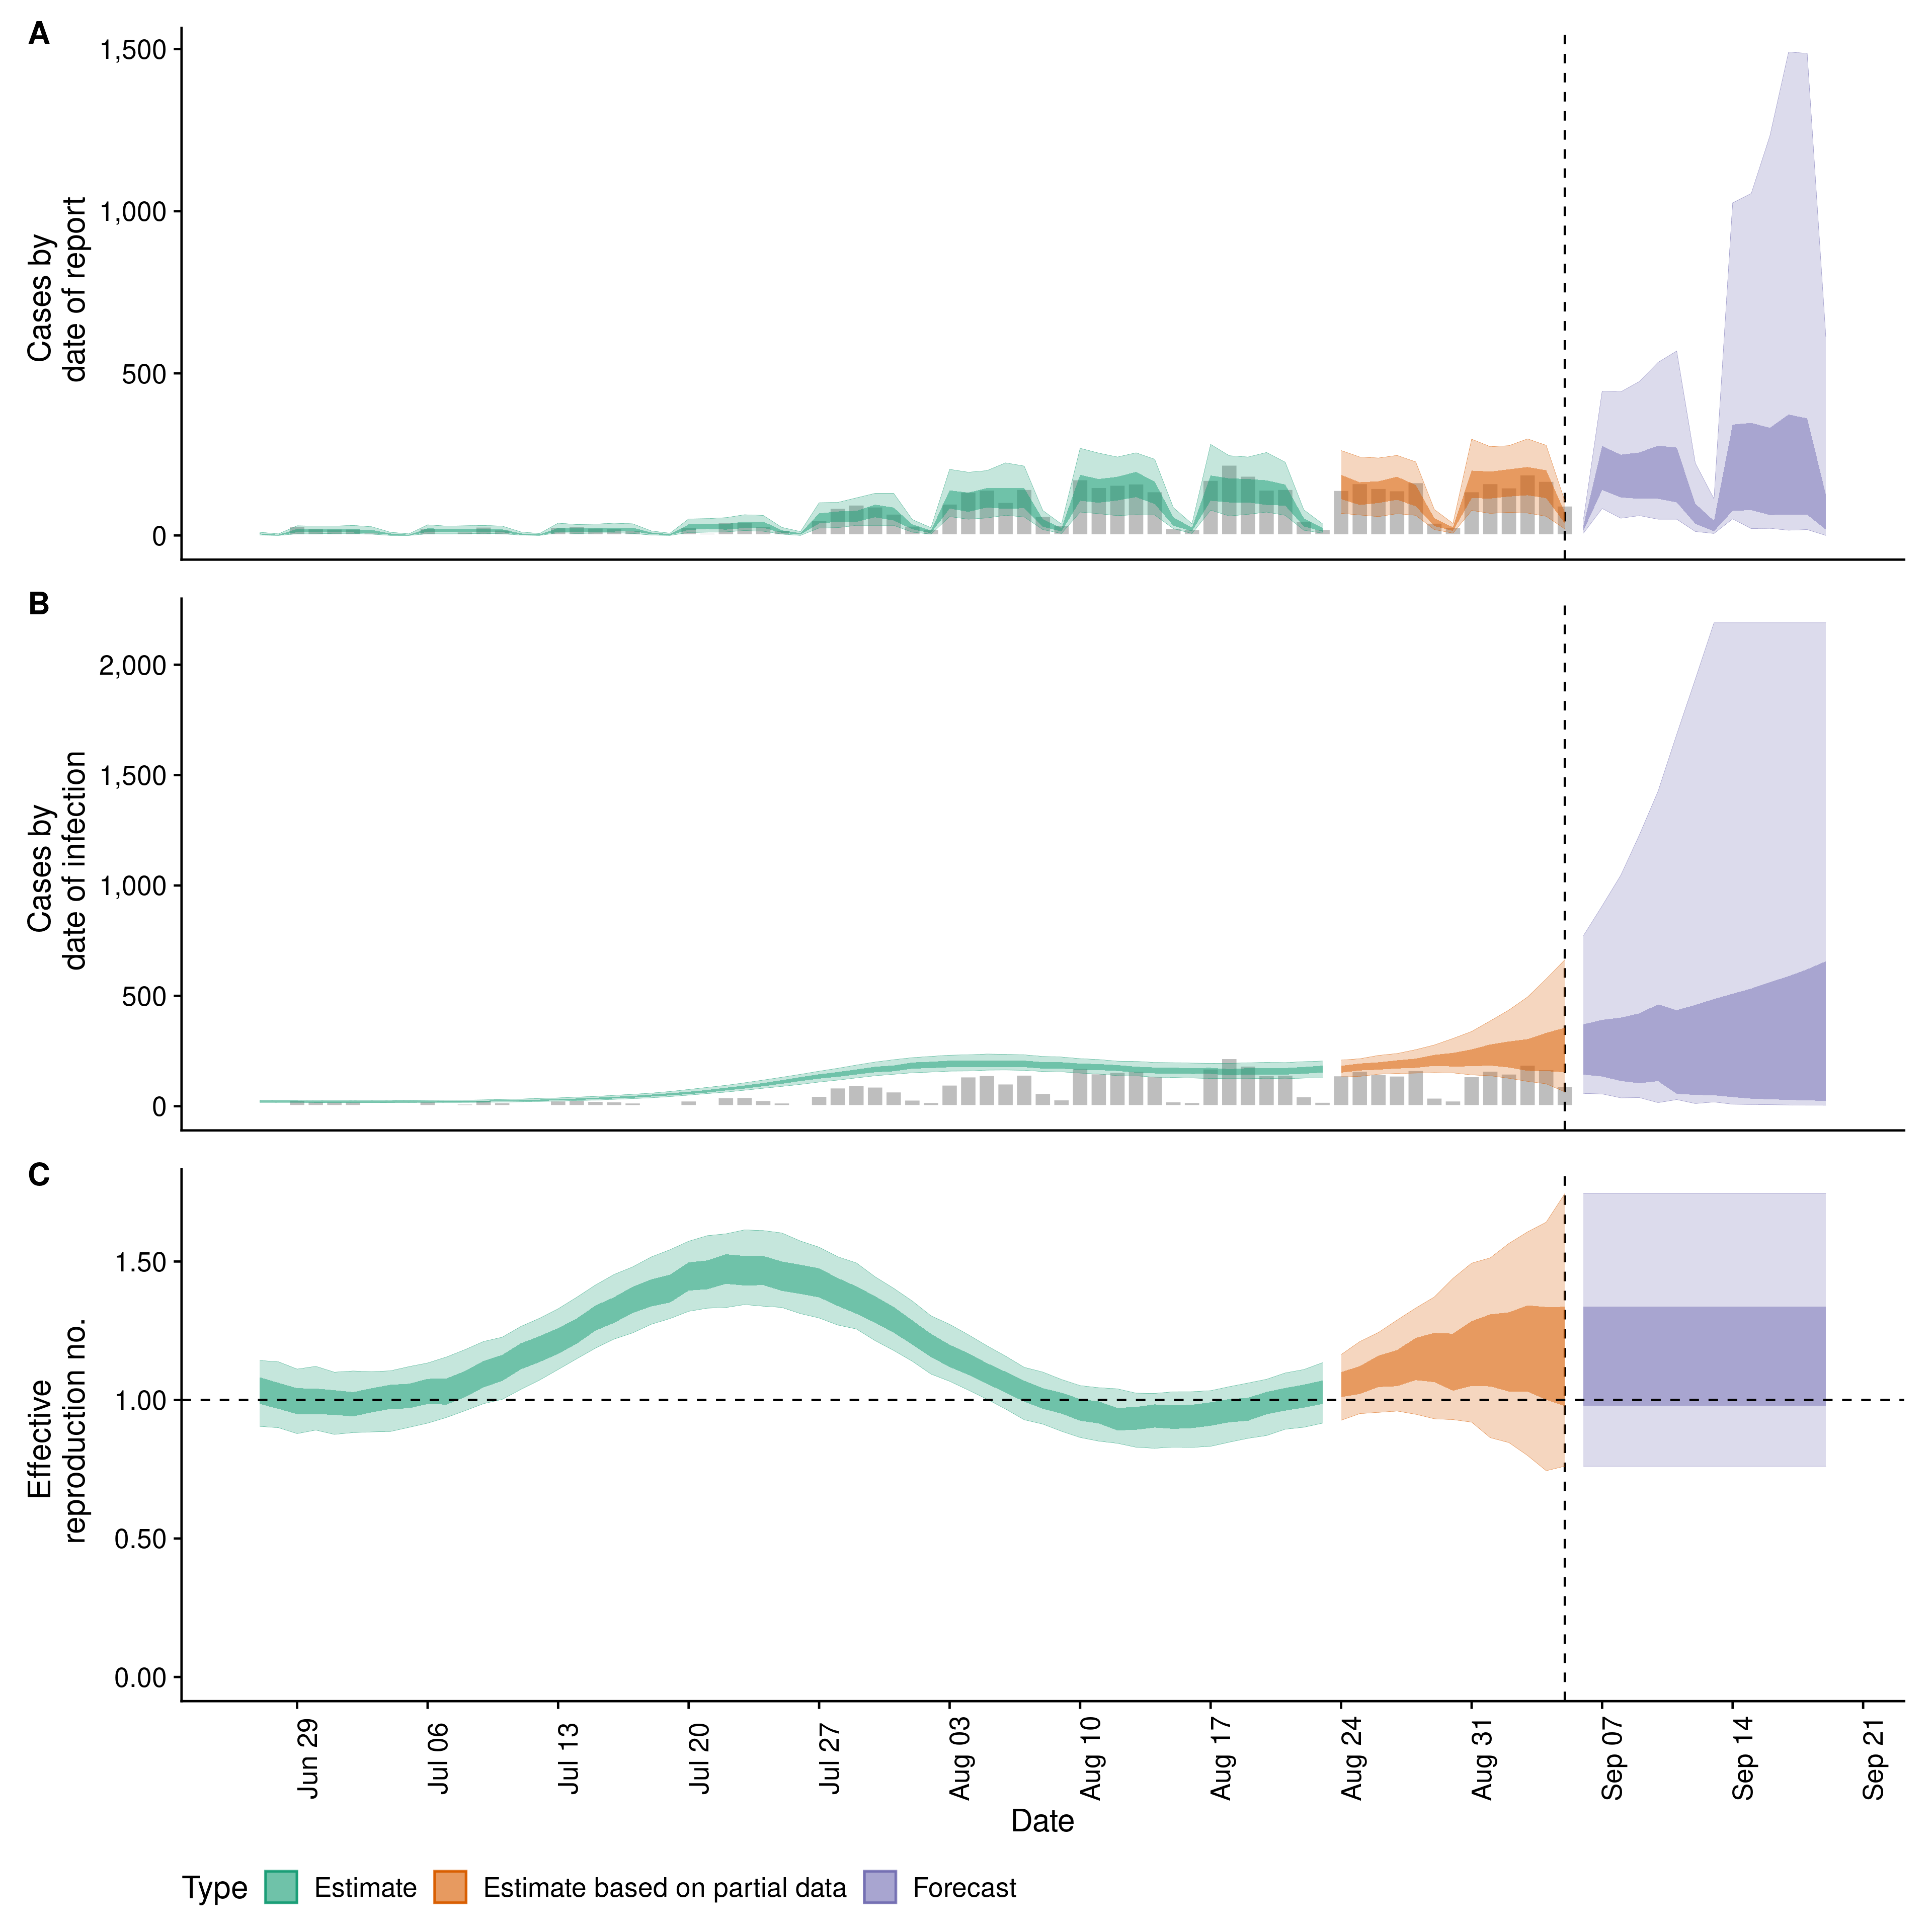 A
Cases by
date of report
1,500
1,000
500
0
B
Cases by
date of infection
2,000
1,500
1,000
500
0
C
Effective
reproduction no.
1.50
1.00
0.50
0.00
Jun 29
Jul 06
Jul 13
Jul 20
Jul 27
Aug 03
Aug 10
Aug 17
Aug 24
Aug 31
Sep 07
Sep 14
Sep 21
Date
Type Estimate Estimate based on partial data Forecast